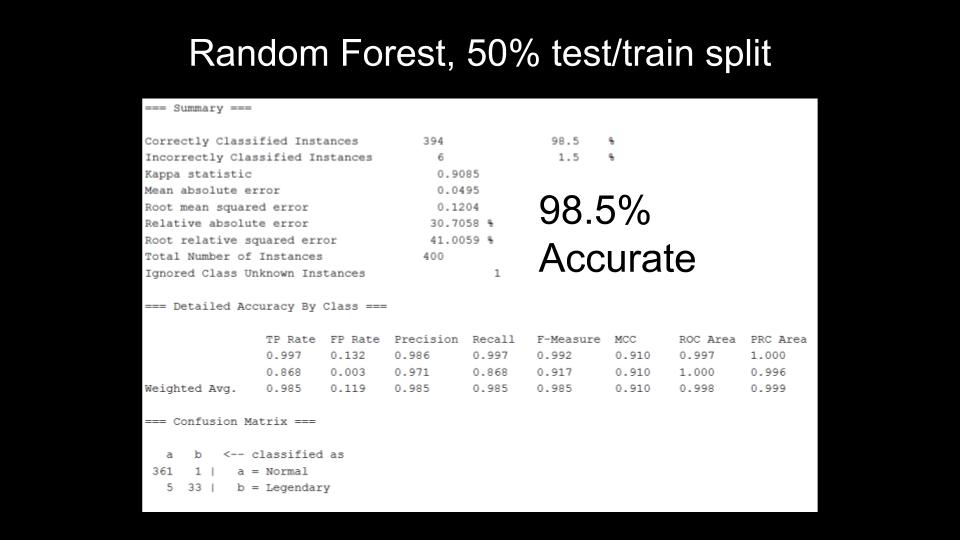 Random Forest, 50% test/train split
=== Summary ===
Correctly Classified Instances 394 98.5 %
Incorrectly Classified Instances 6 1.5 %
Kappa statistic 0.9085
Mean absolute error 0.0495
Root mean squared error 0.1204
Relative absolute error 30.7058 %
Root relative squared error 41.0059 %
Total Number of Instances 400
Ignored Class Unknown Instances 1
98.5%
Accurate
=== Detailed Accuracy By Class ===
TP Rate FP Rate Precision Recall F-Measure MCC ROC Area PRC Area
0.997 0.132 0.986 0.997 0.992 0.910 0.997 1.000
0.868 0.003 0.971 0.868 0.917 0.910 1.000 0.996
Weighted Avg. 0.985 0.119 0.985 0.985 0.985 0.910 0.998 0.999
=== Confusion Matrix ===
a b <-- classified as
361 1 | a = Normal
5 33 | b = Legendary